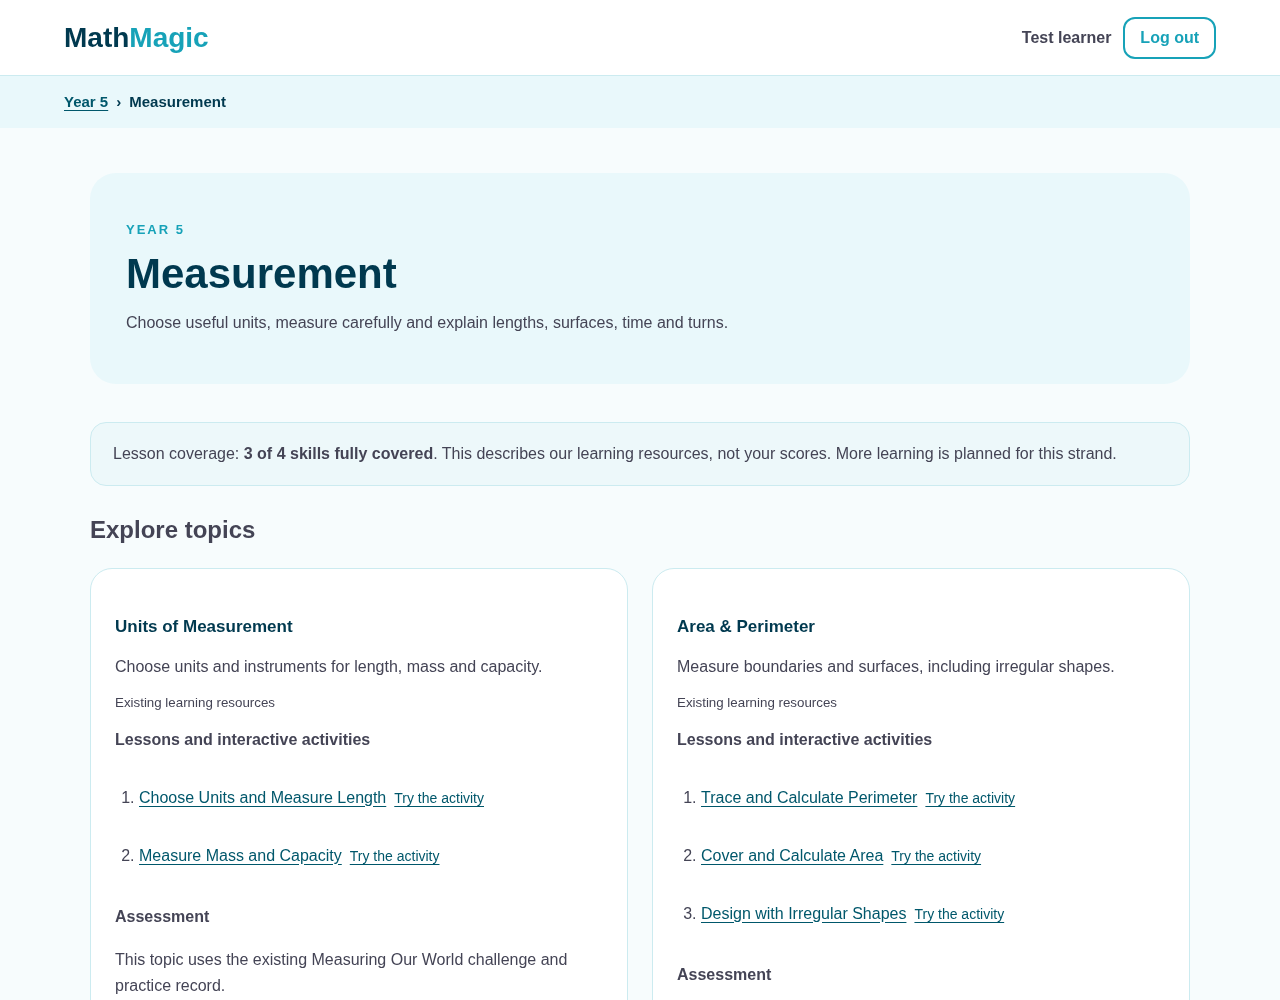 MathMagic
Test learner
Log out
Year 5 › Measurement
YEAR 5
Measurement
Choose useful units, measure carefully and explain lengths, surfaces, time and turns.
Lesson coverage: 3 of 4 skills fully covered. This describes our learning resources, not your scores. More learning is planned for this strand.
Explore topics
Units of Measurement
Choose units and instruments for length, mass and capacity.
Existing learning resources
Lessons and interactive activities
1. Choose Units and Measure Length Try the activity
2. Measure Mass and Capacity Try the activity
Assessment
This topic uses the existing Measuring Our World challenge and
practice record.
Area & Perimeter
Measure boundaries and surfaces, including irregular shapes.
Existing learning resources
Lessons and interactive activities
1. Trace and Calculate Perimeter Try the activity
2. Cover and Calculate Area Try the activity
3. Design with Irregular Shapes Try the activity
Assessment